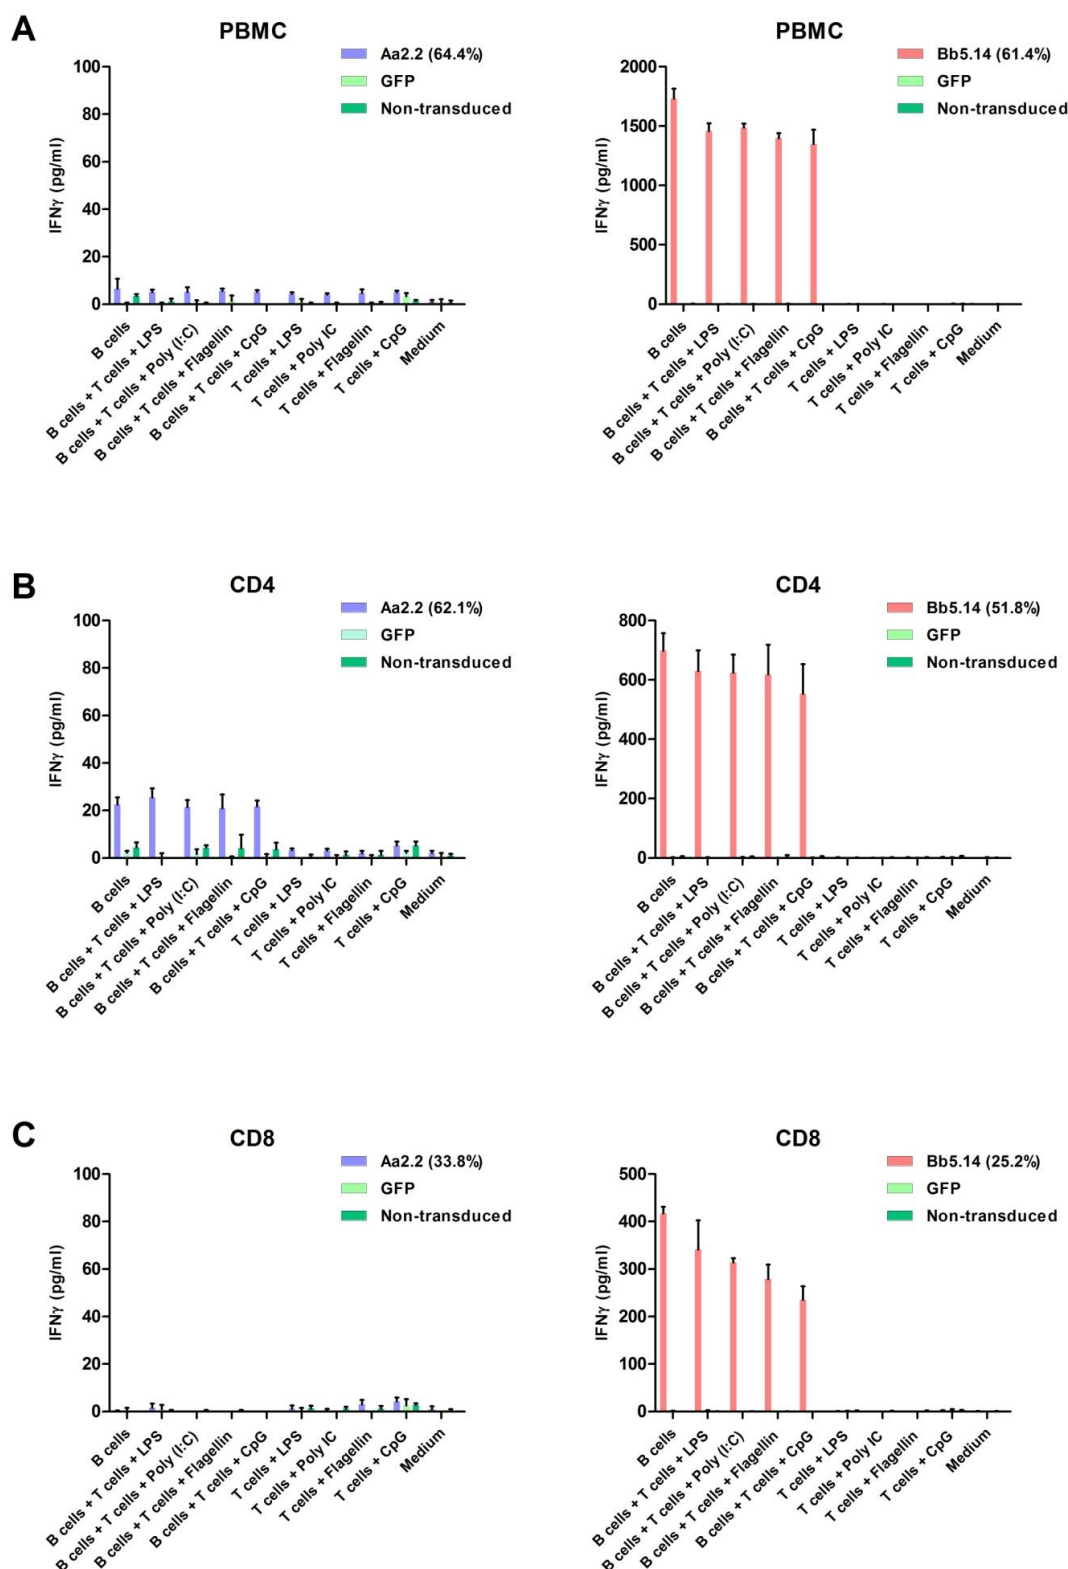 A
PBMC
Aa2.2 (64.4%)
GFP
Non-transduced
IFNγ (pg/ml)
100
80
60
40
20
0
B cells
B cells + T cells + LPS
B cells + T cells + Poly (I:C)
B cells + T cells + Flagellin
B cells + T cells + CpG
T cells + LPS
T cells + Poly IC
T cells + Flagellin
T cells + CpG
Medium
PBMC
Bb5.14 (61.4%)
GFP
Non-transduced
IFNγ (pg/ml)
2000
1500
1000
500
0
B cells
B cells + T cells + LPS
B cells + T cells + Poly (I:C)
B cells + T cells + Flagellin
B cells + T cells + CpG
T cells + LPS
T cells + Poly IC
T cells + Flagellin
T cells + CpG
Medium
B
CD4
Aa2.2 (62.1%)
GFP
Non-transduced
IFNγ (pg/ml)
100
80
60
40
20
0
B cells
B cells + T cells + LPS
B cells + T cells + Poly (I:C)
B cells + T cells + Flagellin
B cells + T cells + CpG
T cells + LPS
T cells + Poly IC
T cells + Flagellin
T cells + CpG
Medium
CD4
Bb5.14 (51.8%)
GFP
Non-transduced
IFNγ (pg/ml)
800
600
400
200
0
B cells
B cells + T cells + LPS
B cells + T cells + Poly (I:C)
B cells + T cells + Flagellin
B cells + T cells + CpG
T cells + LPS
T cells + Poly IC
T cells + Flagellin
T cells + CpG
Medium
C
CD8
Aa2.2 (33.8%)
GFP
Non-transduced
IFNγ (pg/ml)
100
80
60
40
20
0
B cells
B cells + T cells + LPS
B cells + T cells + Poly (I:C)
B cells + T cells + Flagellin
B cells + T cells + CpG
T cells + LPS
T cells + Poly IC
T cells + Flagellin
T cells + CpG
Medium
CD8
Bb5.14 (25.2%)
GFP
Non-transduced
IFNγ (pg/ml)
500
400
300
200
100
0
B cells
B cells + T cells + LPS
B cells + T cells + Poly (I:C)
B cells + T cells + Flagellin
B cells + T cells + CpG
T cells + LPS
T cells + Poly IC
T cells + Flagellin
T cells + CpG
Medium